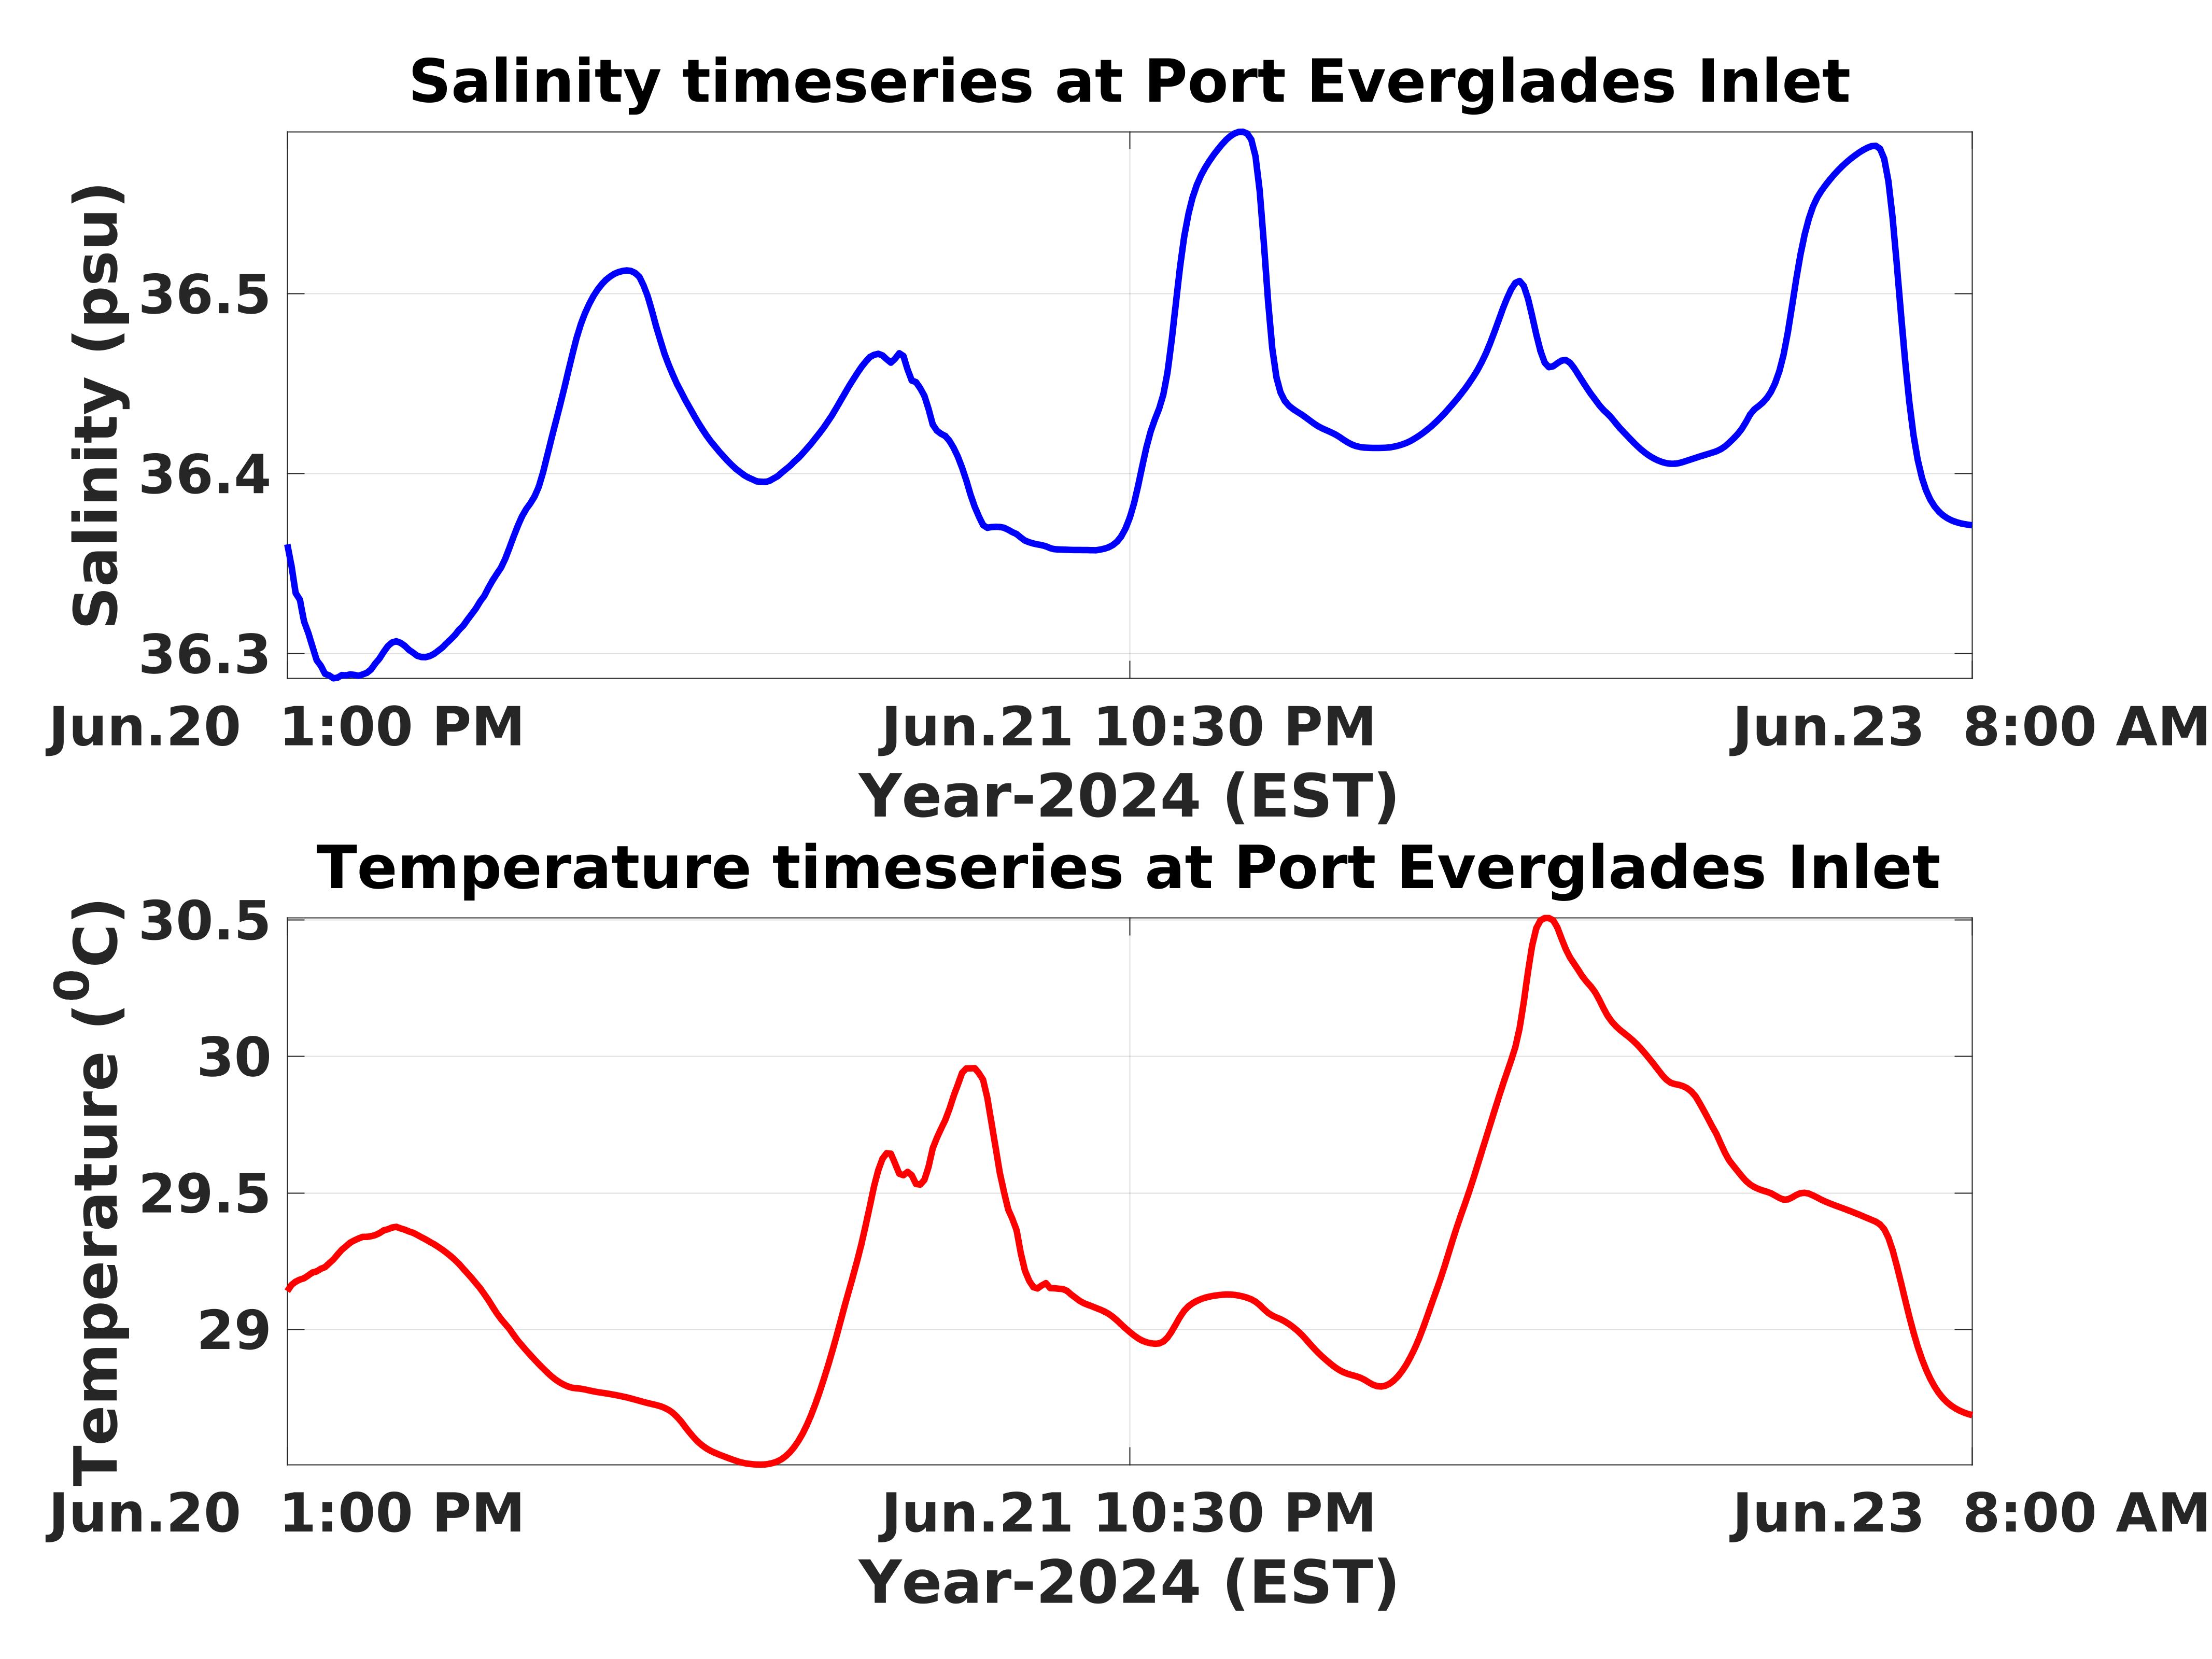 Salinity timeseries at Port Everglades Inlet
Salinity (psu)
36.5
36.4
36.3
Jun.20  1:00 PM
Jun.21 10:30 PM
Jun.23  8:00 AM
Year-2024 (EST)
Temperature timeseries at Port Everglades Inlet
Temperature (⁰C)
30.5
30
29.5
29
Jun.20  1:00 PM
Jun.21 10:30 PM
Jun.23  8:00 AM
Year-2024 (EST)